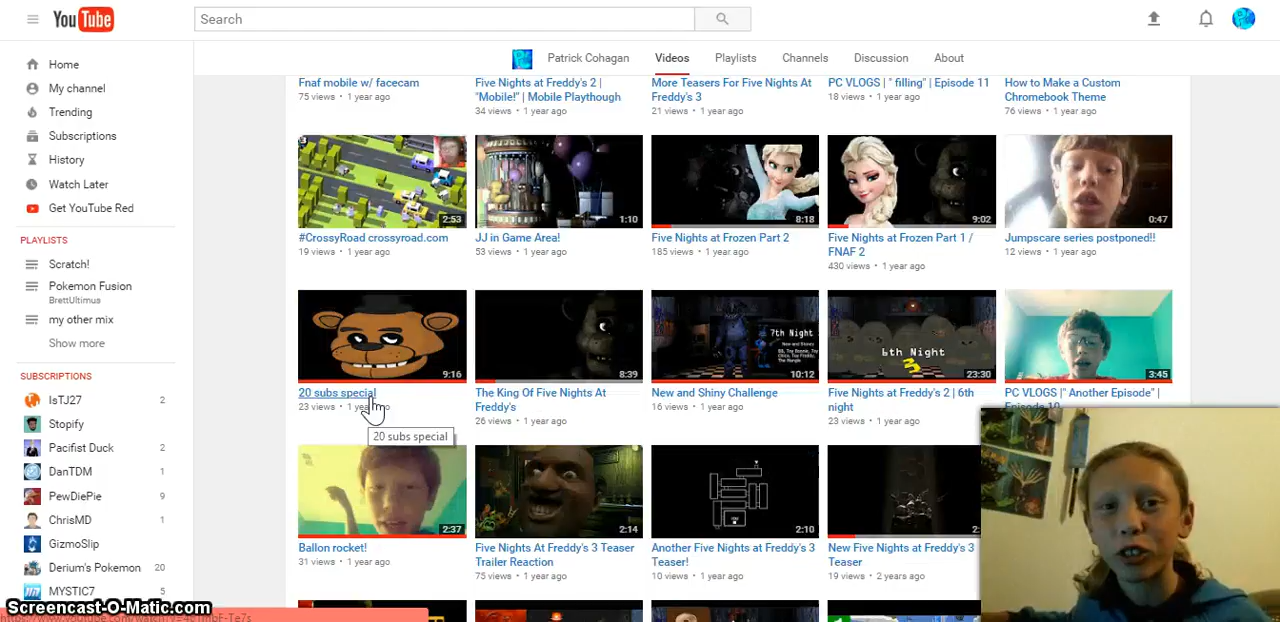 YouTube
Search
Patrick Cohagan Videos Playlists Channels Discussion About
Home
My channel
Trending
Subscriptions
History
Watch Later
Get YouTube Red
PLAYLISTS
Scratch!
Pokemon Fusion
BrettUltimus
my other mix
Show more
SUBSCRIPTIONS
IsTJ27 2
Stopify
Pacifist Duck 2
DanTDM 1
PewDiePie 9
ChrisMD 1
GizmoSlip
Derium's Pokemon 20
MYSTIC7 5
Fnaf mobile w/ facecam
75 views • 1 year ago
Five Nights at Freddy's 2 |
"Mobile!" | Mobile Playthough
34 views • 1 year ago
More Teasers For Five Nights At
Freddy's 3
21 views • 1 year ago
PC VLOGS | " filling" | Episode 11
18 views • 1 year ago
How to Make a Custom
Chromebook Theme
76 views • 1 year ago
2:53
#CrossyRoad crossyroad.com
19 views • 1 year ago
1:10
JJ in Game Area!
53 views • 1 year ago
8:18
Five Nights at Frozen Part 2
185 views • 1 year ago
9:02
Five Nights at Frozen Part 1 /
FNAF 2
430 views • 1 year ago
0:47
Jumpscare series postponed!!
12 views • 1 year ago
9:16
20 subs special
23 views • 1 year ago
20 subs special
8:39
The King Of Five Nights At
Freddy's
26 views • 1 year ago
7th Night
New and Shiney
10:12
New and Shiny Challenge
16 views • 1 year ago
6th Night
23:30
Five Nights at Freddy's 2 | 6th
night
23 views • 1 year ago
3:45
PC VLOGS |" Another Episode" |
Episode 10
2:37
Ballon rocket!
31 views • 1 year ago
2:14
Five Nights At Freddy's 3 Teaser
Trailer Reaction
75 views • 1 year ago
2:10
Another Five Nights at Freddy's 3
Teaser!
10 views • 1 year ago
2:
New Five Nights at Freddy's 3
Teaser
19 views • 2 years ago
Screencast-O-Matic.com